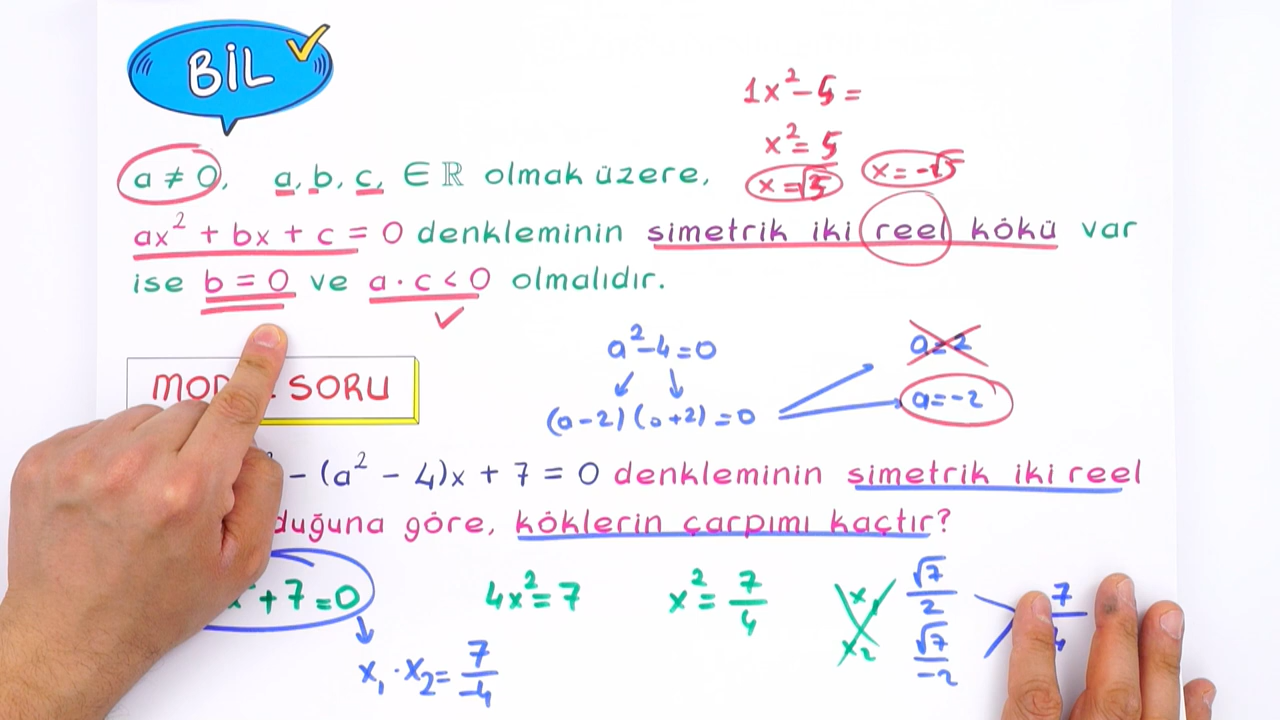 BİL
1x² - 5 =
x² = 5
x = √5 x = -√5
a ≠ 0, a, b, c, ∈ ℝ olmak üzere,
ax² + bx + c = 0 denkleminin simetrik iki reel kökü var
ise b = 0 ve a · c < 0 olmalıdır.
a² - 4 = 0
a = 2
(a - 2) (a + 2) = 0
a = -2
SORU
- (a² - 4)x + 7 = 0 denkleminin simetrik iki reel
göre, köklerin çarpımı kaçtır?
+ 7 = 0 4x² = 7 x² = 7/4 x₁ √7/2
x₂ √7/-2
x₁ · x₂ = 7/-4